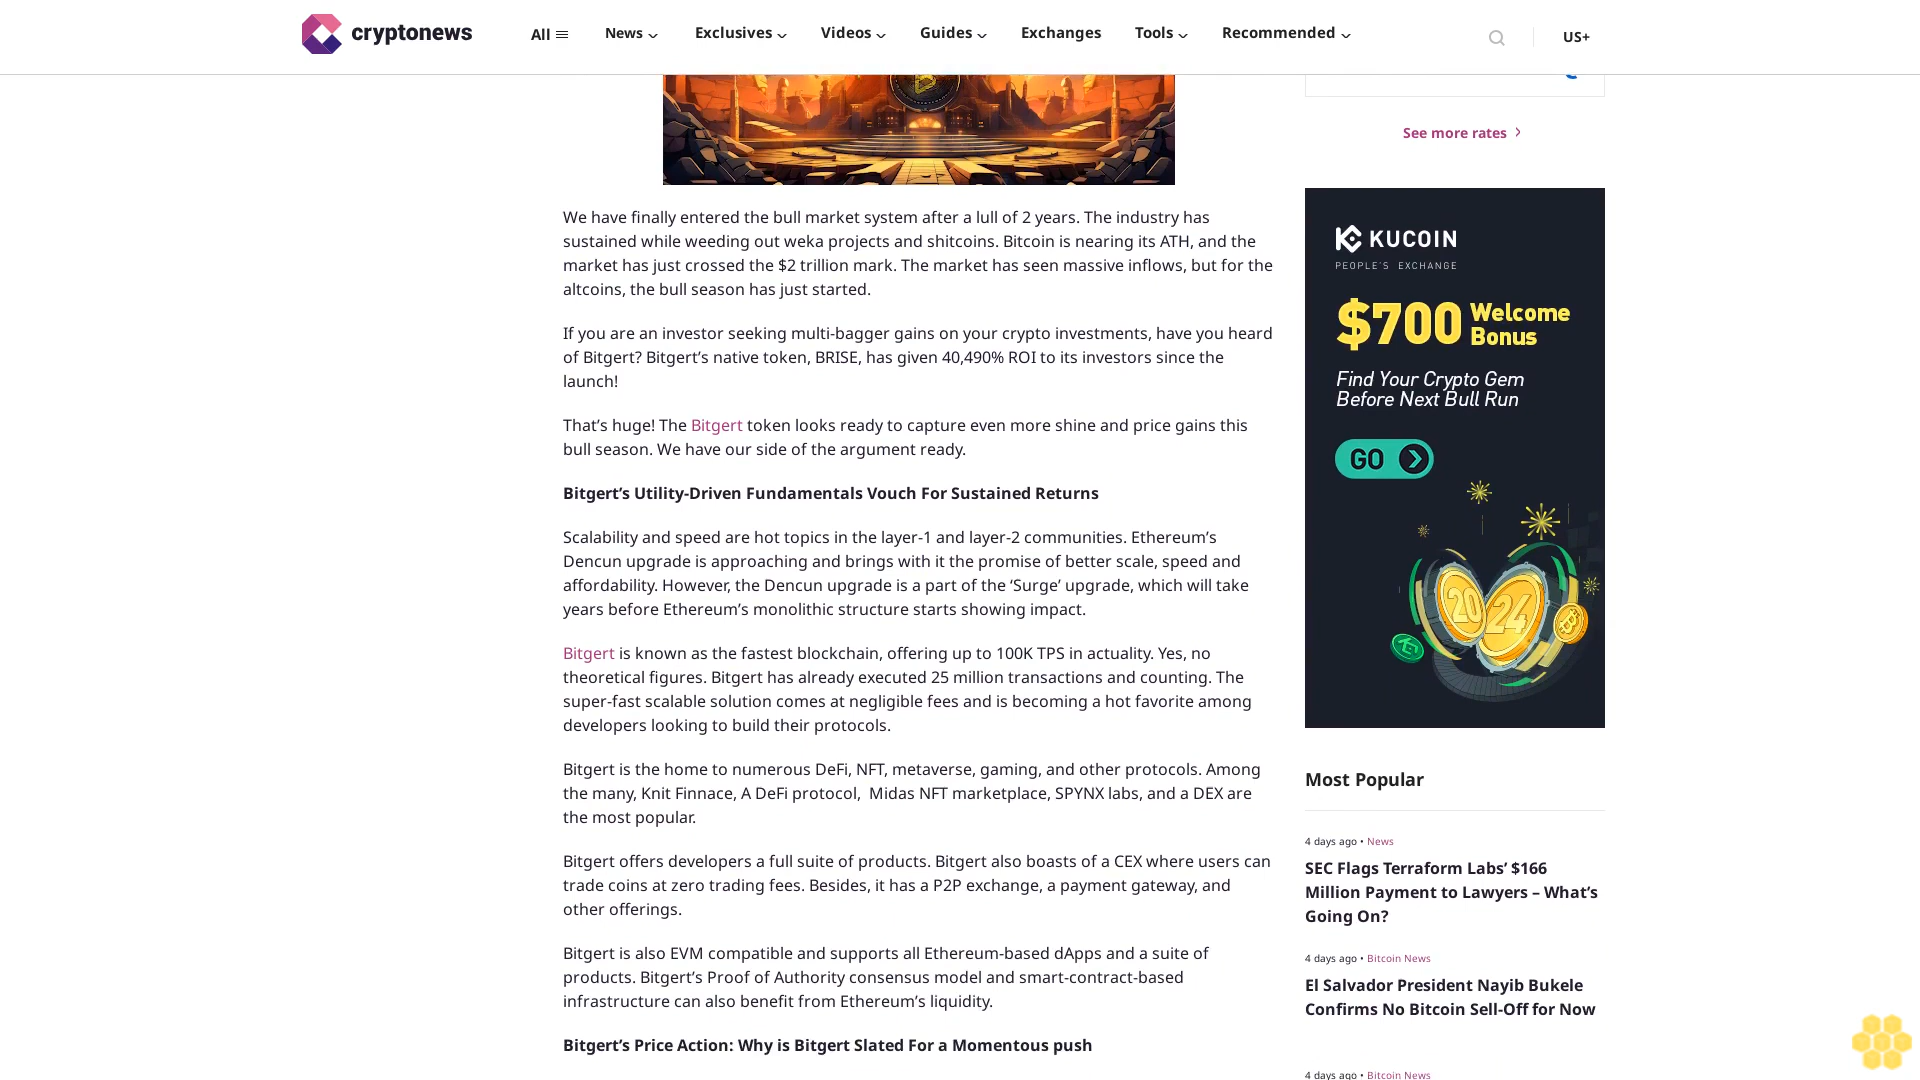 cryptonews
All
News
Exclusives
Videos
Guides
Exchanges
Tools
Recommended
US+
We have finally entered the bull market system after a lull of 2 years. The industry has
sustained while weeding out weka projects and shitcoins. Bitcoin is nearing its ATH, and the
market has just crossed the $2 trillion mark. The market has seen massive inflows, but for the
altcoins, the bull season has just started.
If you are an investor seeking multi-bagger gains on your crypto investments, have you heard
of Bitgert? Bitgert’s native token, BRISE, has given 40,490% ROI to its investors since the
launch!
That’s huge! The Bitgert token looks ready to capture even more shine and price gains this
bull season. We have our side of the argument ready.
Bitgert’s Utility-Driven Fundamentals Vouch For Sustained Returns
Scalability and speed are hot topics in the layer-1 and layer-2 communities. Ethereum’s
Dencun upgrade is approaching and brings with it the promise of better scale, speed and
affordability. However, the Dencun upgrade is a part of the ‘Surge’ upgrade, which will take
years before Ethereum’s monolithic structure starts showing impact.
Bitgert is known as the fastest blockchain, offering up to 100K TPS in actuality. Yes, no
theoretical figures. Bitgert has already executed 25 million transactions and counting. The
super-fast scalable solution comes at negligible fees and is becoming a hot favorite among
developers looking to build their protocols.
Bitgert is the home to numerous DeFi, NFT, metaverse, gaming, and other protocols. Among
the many, Knit Finnace, A DeFi protocol,  Midas NFT marketplace, SPYNX labs, and a DEX are
the most popular.
Bitgert offers developers a full suite of products. Bitgert also boasts of a CEX where users can
trade coins at zero trading fees. Besides, it has a P2P exchange, a payment gateway, and
other offerings.
Bitgert is also EVM compatible and supports all Ethereum-based dApps and a suite of
products. Bitgert’s Proof of Authority consensus model and smart-contract-based
infrastructure can also benefit from Ethereum’s liquidity.
Bitgert’s Price Action: Why is Bitgert Slated For a Momentous push
See more rates
KUCOIN
PEOPLE'S EXCHANGE
$700 Welcome
Bonus
Find Your Crypto Gem
Before Next Bull Run
GO
20
24
Most Popular
4 days ago • News
SEC Flags Terraform Labs’ $166
Million Payment to Lawyers – What’s
Going On?
4 days ago • Bitcoin News
El Salvador President Nayib Bukele
Confirms No Bitcoin Sell-Off for Now
4 days ago • Bitcoin News